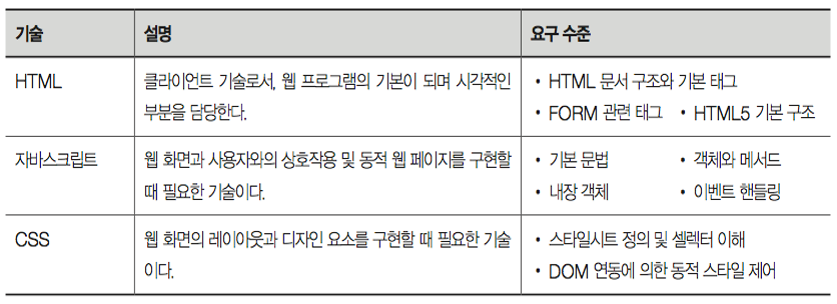 기술 설명 요구 수준
HTML 클라이언트 기술로서, 웹 프로그램의 기본이 되며 시각적인 • HTML 문서 구조와 기본 태그
부분을 담당한다. • FORM 관련 태그 • HTML5 기본 구조
자바스크립트 웹 화면과 사용자와의 상호작용 및 동적 웹 페이지를 구현할 • 기본 문법 • 객체와 메서드
때 필요한 기술이다. • 내장 객체 • 이벤트 핸들링
CSS 웹 화면의 레이아웃과 디자인 요소를 구현할 때 필요한 기술 • 스타일시트 정의 및 셀렉터 이해
이다. • DOM 연동에 의한 동적 스타일 제어